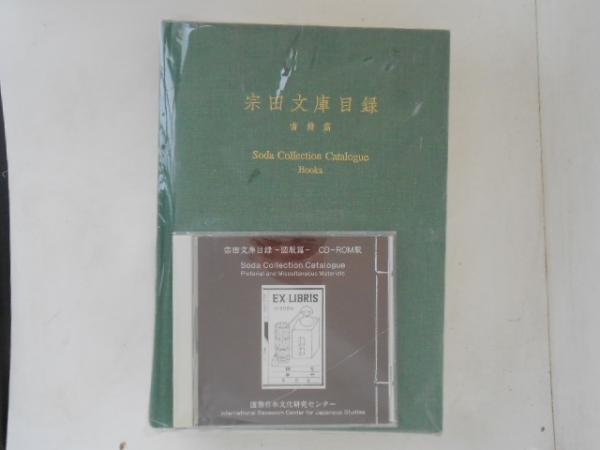 宗田文庫目録
書籍篇
Soda Collection Catalogue
Books
宗田文庫目録-図版篇- CD-ROM版
Soda Collection Catalogue
Pictorial and Miscellaneous Materials
EX LIBRIS
国際日本文化研究センター
International Research Center for Japanese Studies